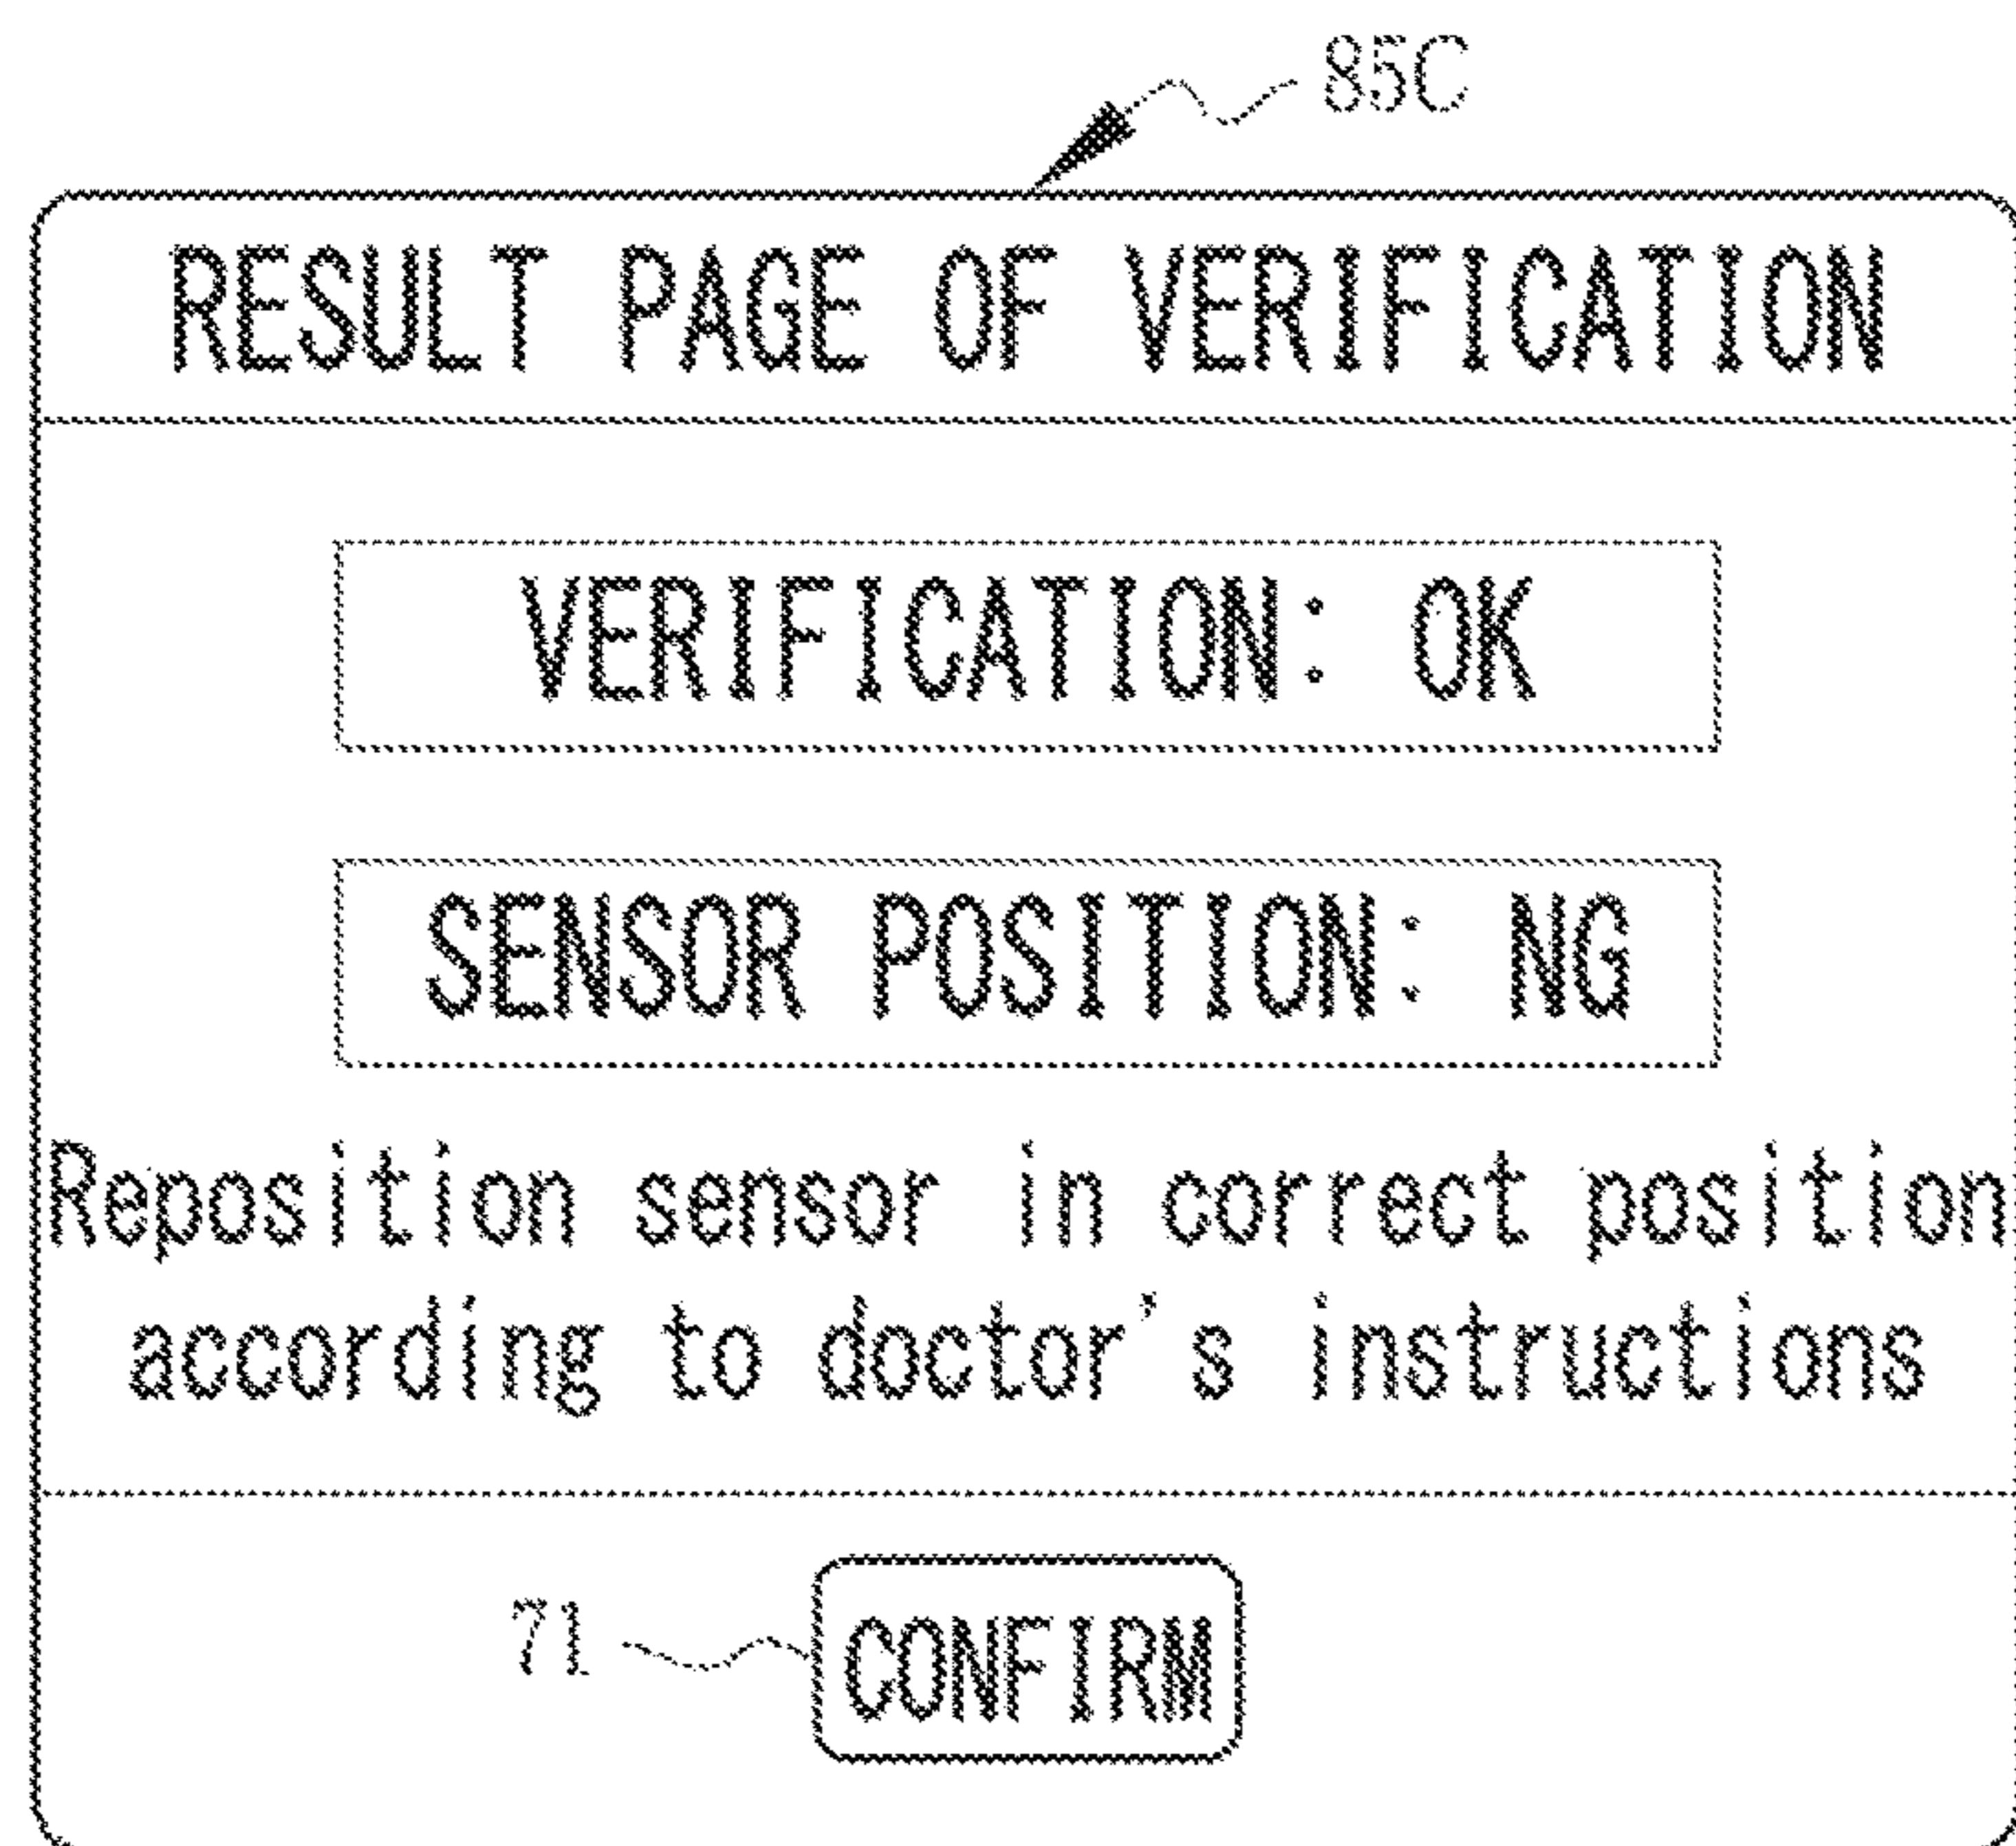 85C
RESULT PAGE OF VERIFICATION
VERIFICATION: OK
SENSOR POSITION: NG
Reposition sensor in correct position
according to doctor's instructions
71
CONFIRM